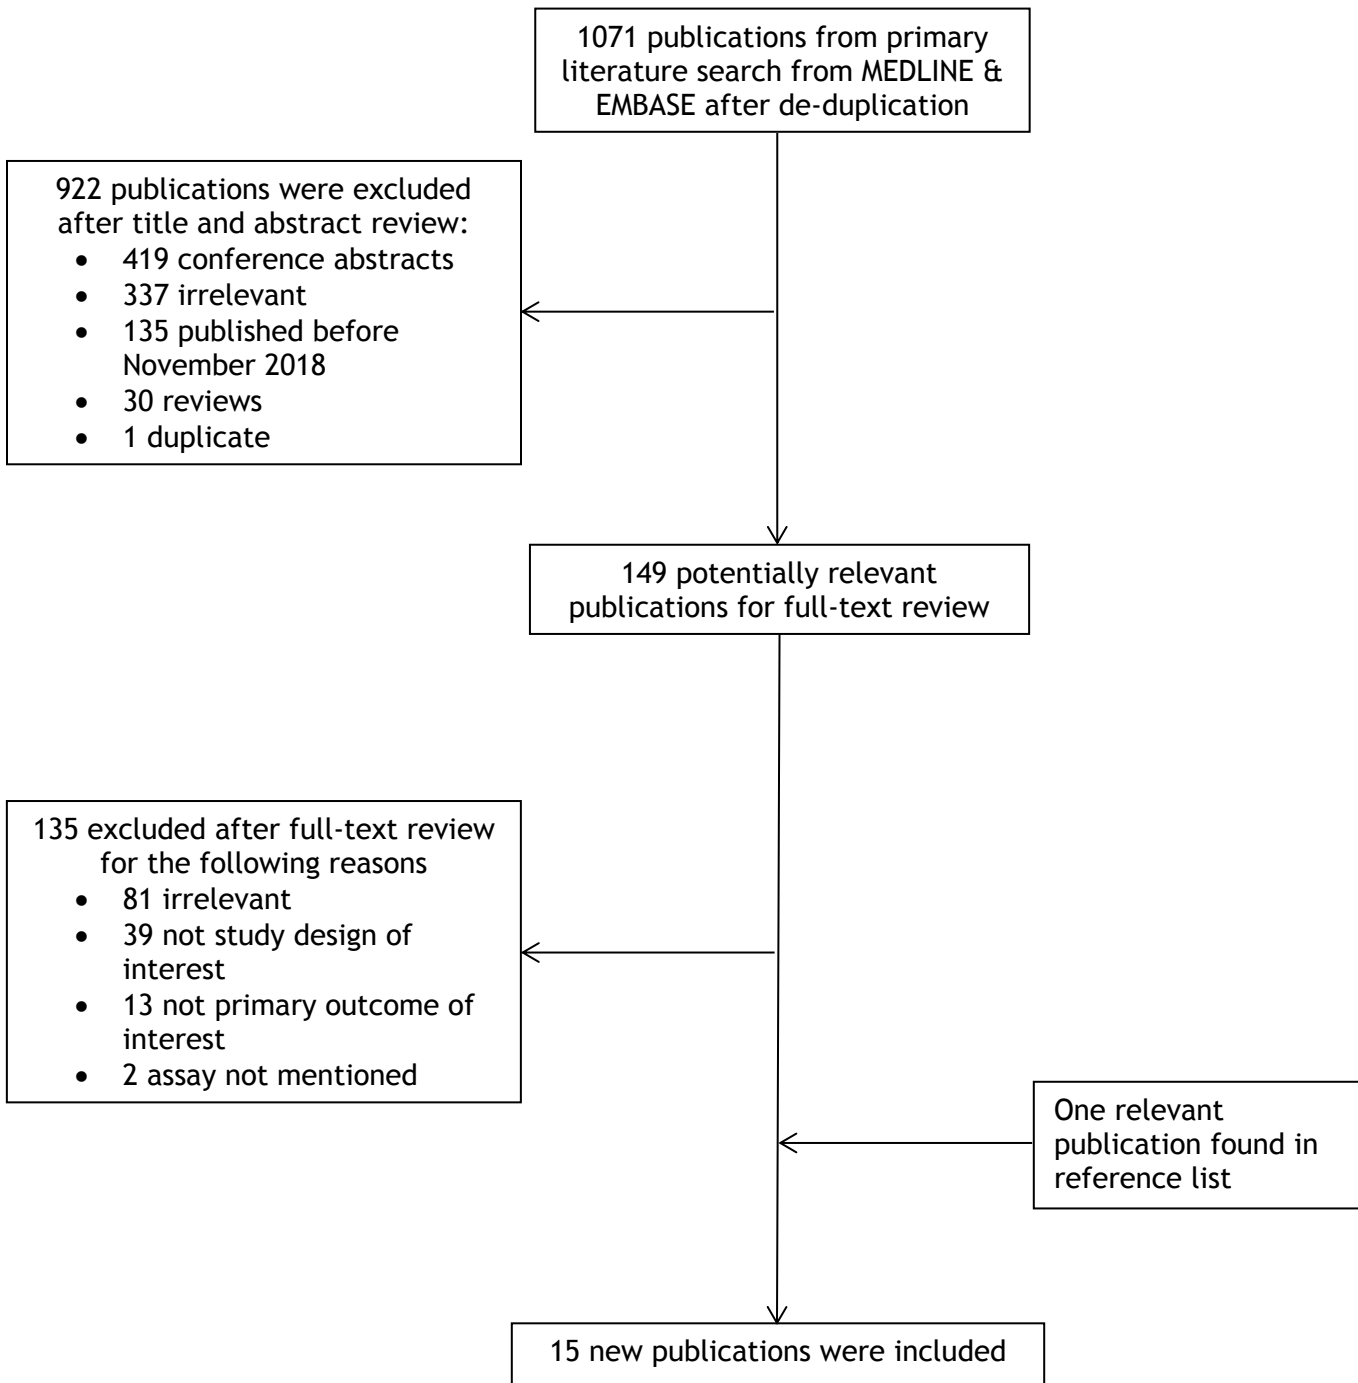 1071 publications from primary
literature search from MEDLINE &
EMBASE after de-duplication
922 publications were excluded
after title and abstract review:
• 419 conference abstracts
• 337 irrelevant
• 135 published before
November 2018
• 30 reviews
• 1 duplicate
149 potentially relevant
publications for full-text review
135 excluded after full-text review
for the following reasons
• 81 irrelevant
• 39 not study design of
interest
• 13 not primary outcome of
interest
• 2 assay not mentioned
One relevant
publication found in
reference list
15 new publications were included